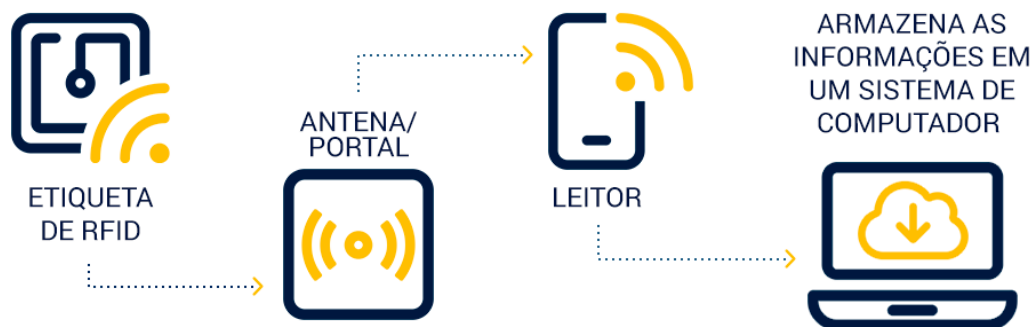 ETIQUETA
DE RFID
ANTENA/
PORTAL
LEITOR
ARMAZENA AS
INFORMAÇÕES EM
UM SISTEMA DE
COMPUTADOR